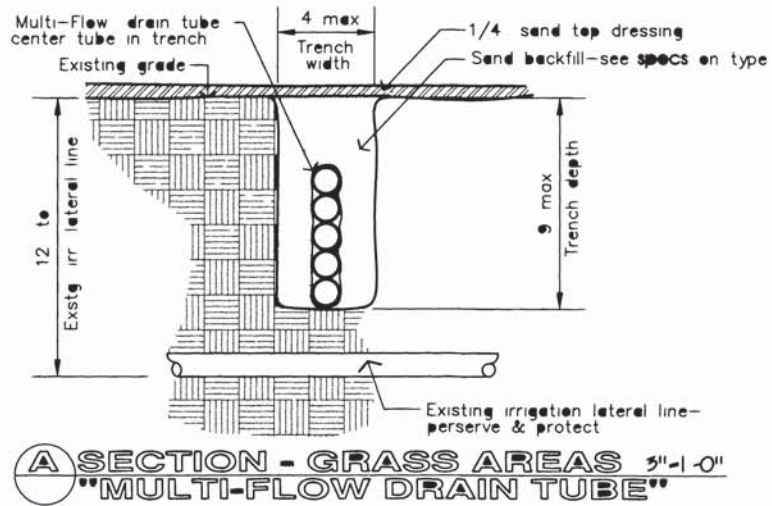 Multi-Flow drain tube
center tube in trench
Existing grade
4 max
Trench
width
1/4 sand top dressing
Sand backfill-see specs on type
12 to
Exstg irr lateral line
9 max
Trench depth
Existing irrigation lateral line-
perserve & protect
A SECTION - GRASS AREAS 3"-1-0"
"MULTI-FLOW DRAIN TUBE"